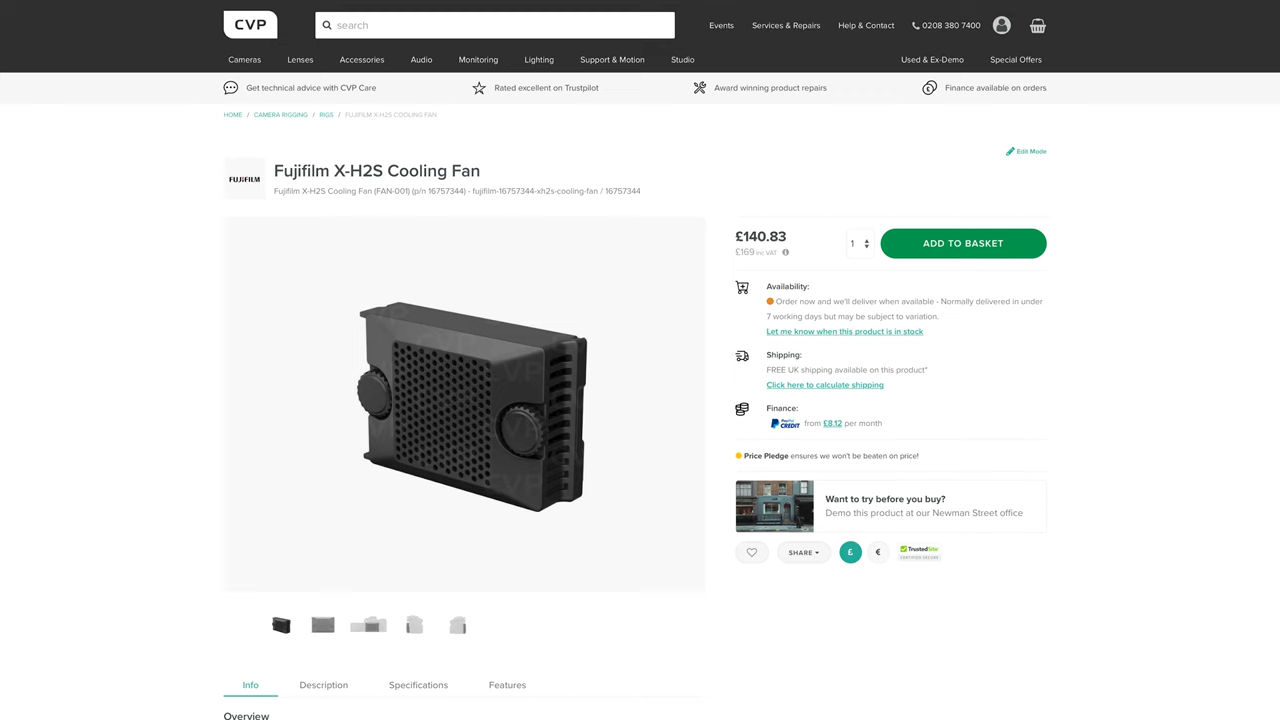 CVP
search
Events
Services & Repairs
Help & Contact
0208 380 7400
Cameras
Lenses
Accessories
Audio
Monitoring
Lighting
Support & Motion
Studio
Used & Ex-Demo
Special Offers
Get technical advice with CVP Care
Rated excellent on Trustpilot
Award winning product repairs
Finance available on orders
HOME / CAMERA RIGGING / RIGS / FUJIFILM X-H2S COOLING FAN
Edit Mode
FUJIFILM
Fujifilm X-H2S Cooling Fan
Fujifilm X-H2S Cooling Fan (FAN-001) (p/n 16757344) - fujifilm-16757344-xh2s-cooling-fan / 16757344
£140.83
£169 inc VAT
1
ADD TO BASKET
Availability:
Order now and we'll deliver when available - Normally delivered in under
7 working days but may be subject to variation.
Let me know when this product is in stock
Shipping:
FREE UK shipping available on this product*
Click here to calculate shipping
Finance:
PayPal
CREDIT
from £8.12 per month
Price Pledge ensures we won't be beaten on price!
Want to try before you buy?
Demo this product at our Newman Street office
SHARE
£
€
TrustedSite
CERTIFIED SECURE
CVP
CVP
CVP
Info
Description
Specifications
Features
Overview